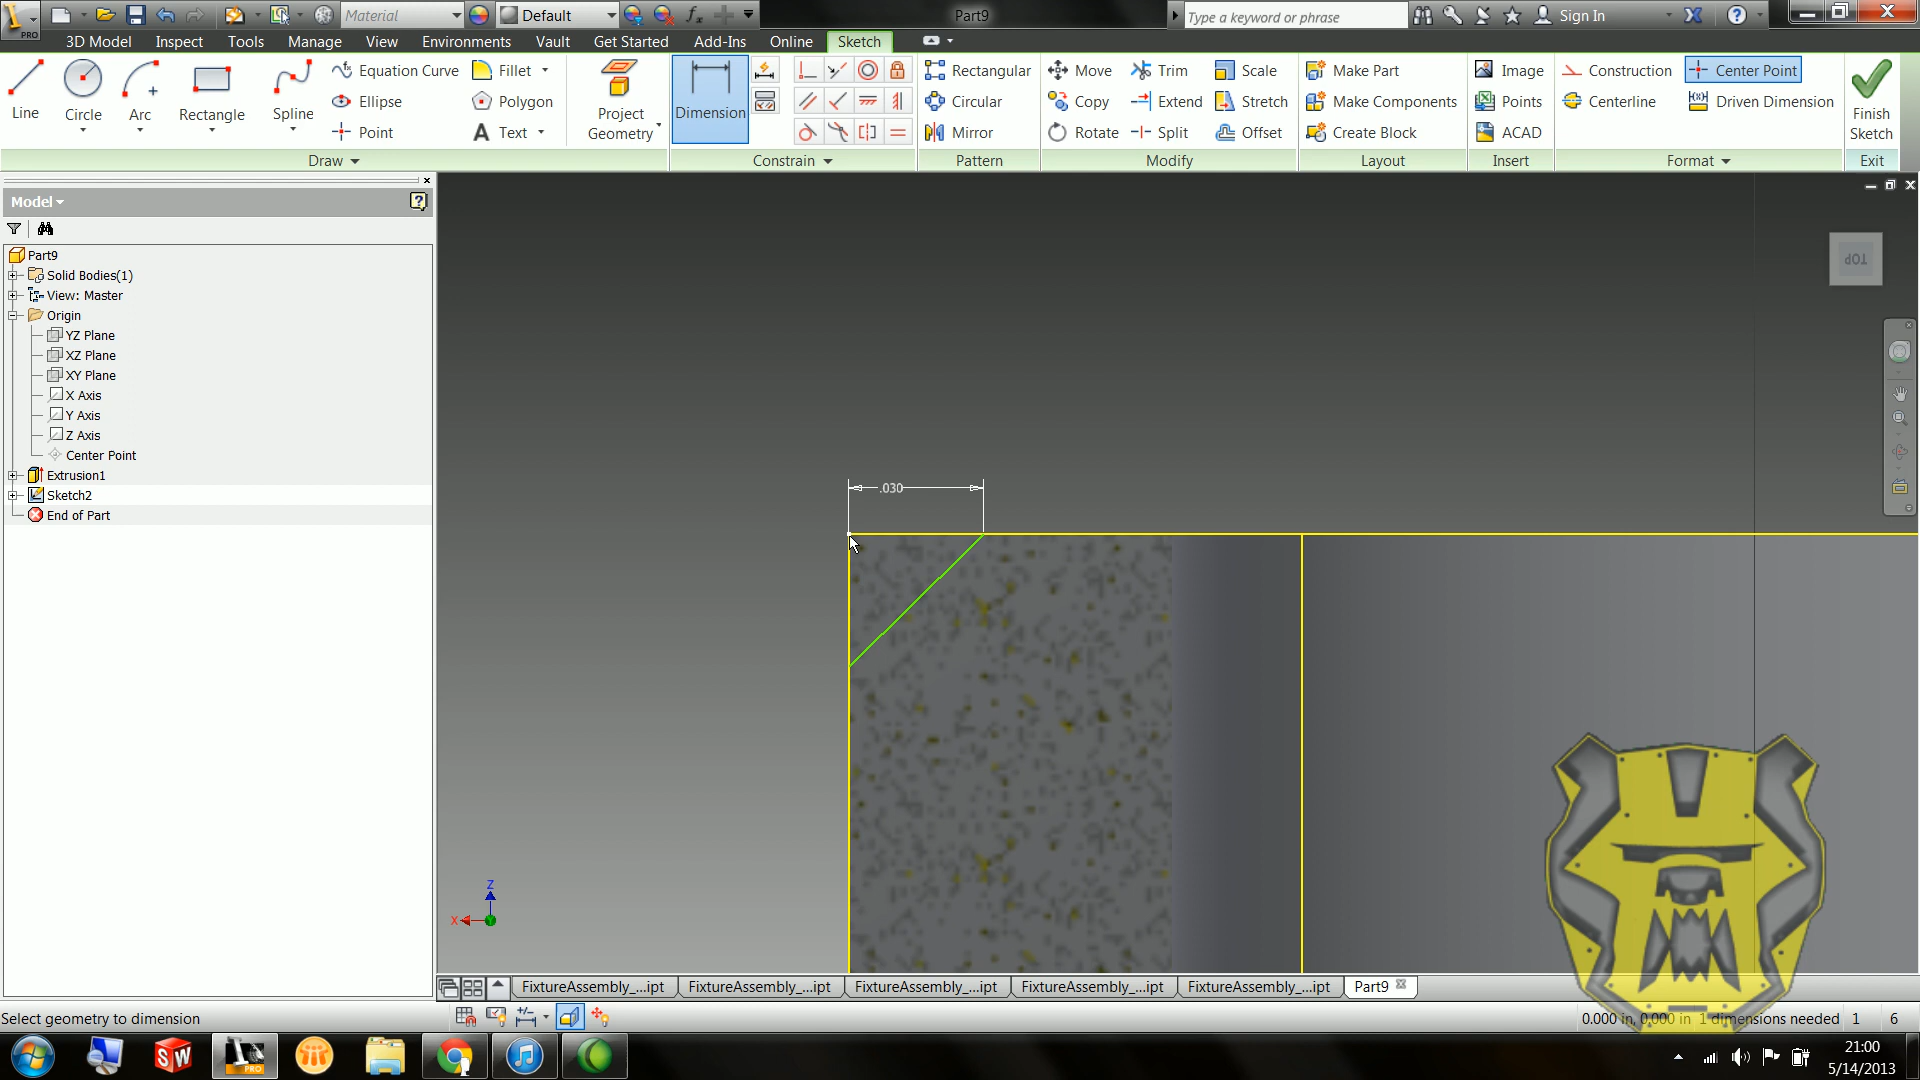 PRO
Material
Default
Part9
Type a keyword or phrase
Sign In
3D Model
Inspect
Tools
Manage
View
Environments
Vault
Get Started
Add-Ins
Online
Sketch
Line
Circle
Arc
Rectangle
Spline
Equation Curve
Ellipse
Point
Fillet
Polygon
Text
Project Geometry
Dimension
Rectangular
Circular
Mirror
Move
Copy
Rotate
Trim
Extend
Split
Scale
Stretch
Offset
Make Part
Make Components
Create Block
Image
Points
ACAD
Construction
Centerline
Center Point
Driven Dimension
Finish Sketch
Draw
Constrain
Pattern
Modify
Layout
Insert
Format
Exit
Model
Part9
Solid Bodies(1)
View: Master
Origin
YZ Plane
XZ Plane
XY Plane
X Axis
Y Axis
Z Axis
Center Point
Extrusion1
Sketch2
End of Part
TOP
.030
Z
X
FixtureAssembly_...ipt
FixtureAssembly_...ipt
FixtureAssembly_...ipt
FixtureAssembly_...ipt
FixtureAssembly_...ipt
Part9
Select geometry to dimension
0.000 in, 0.000 in 1 dimensions needed 1 6
SW
PRO
21:00
5/14/2013